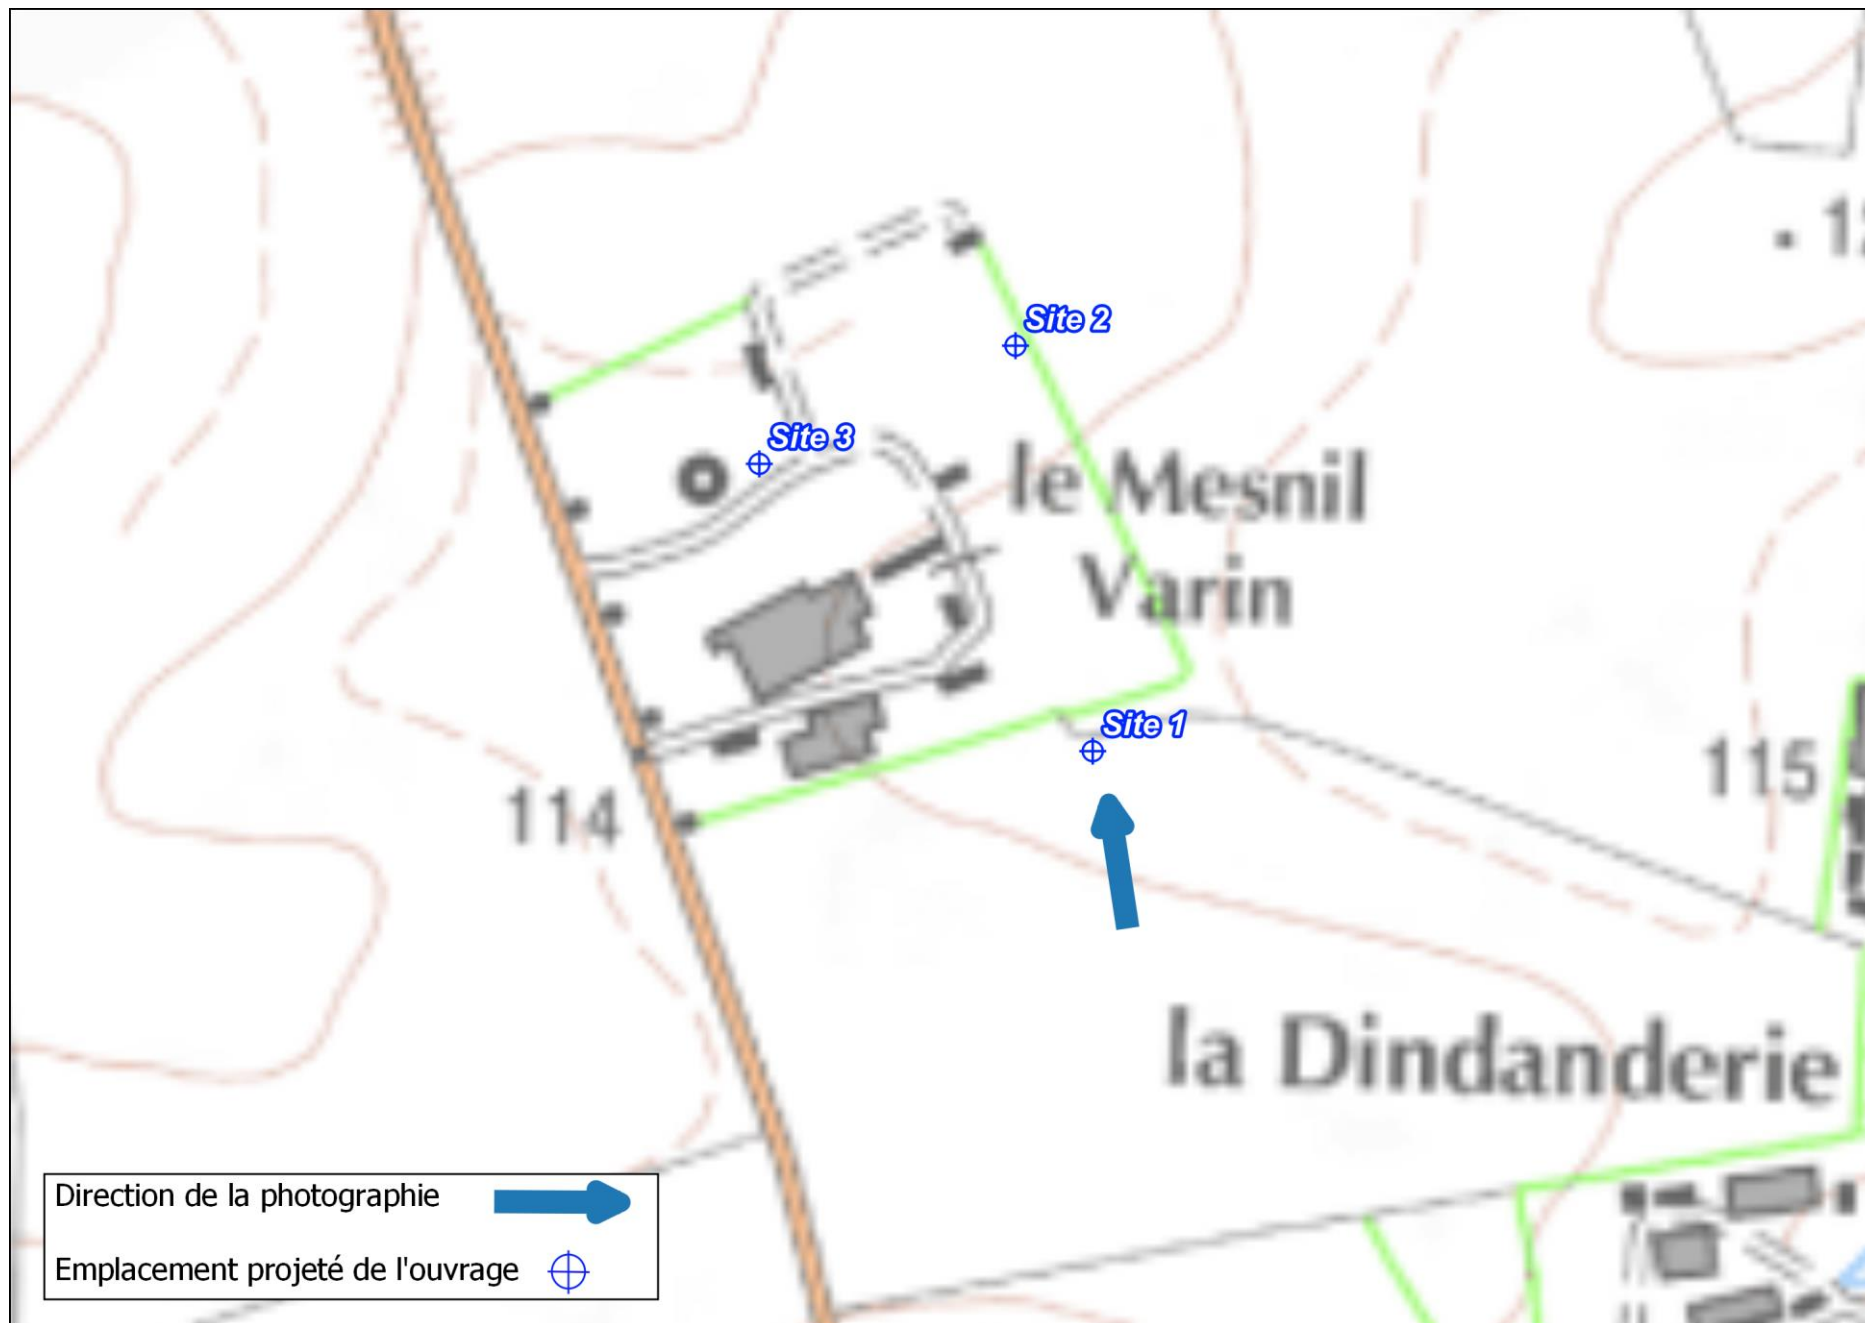 Site 2
Site 3
le Mesnil
Varin
Site 1
115
114
la Dindanderie
Direction de la photographie
Emplacement projeté de l'ouvrage